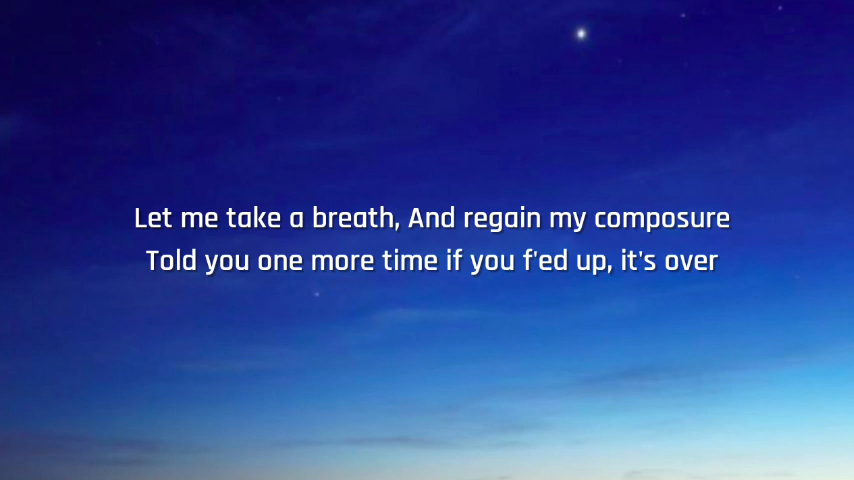 Let me take a breath, And regain my composure
Told you one more time if you f'ed up, it's over